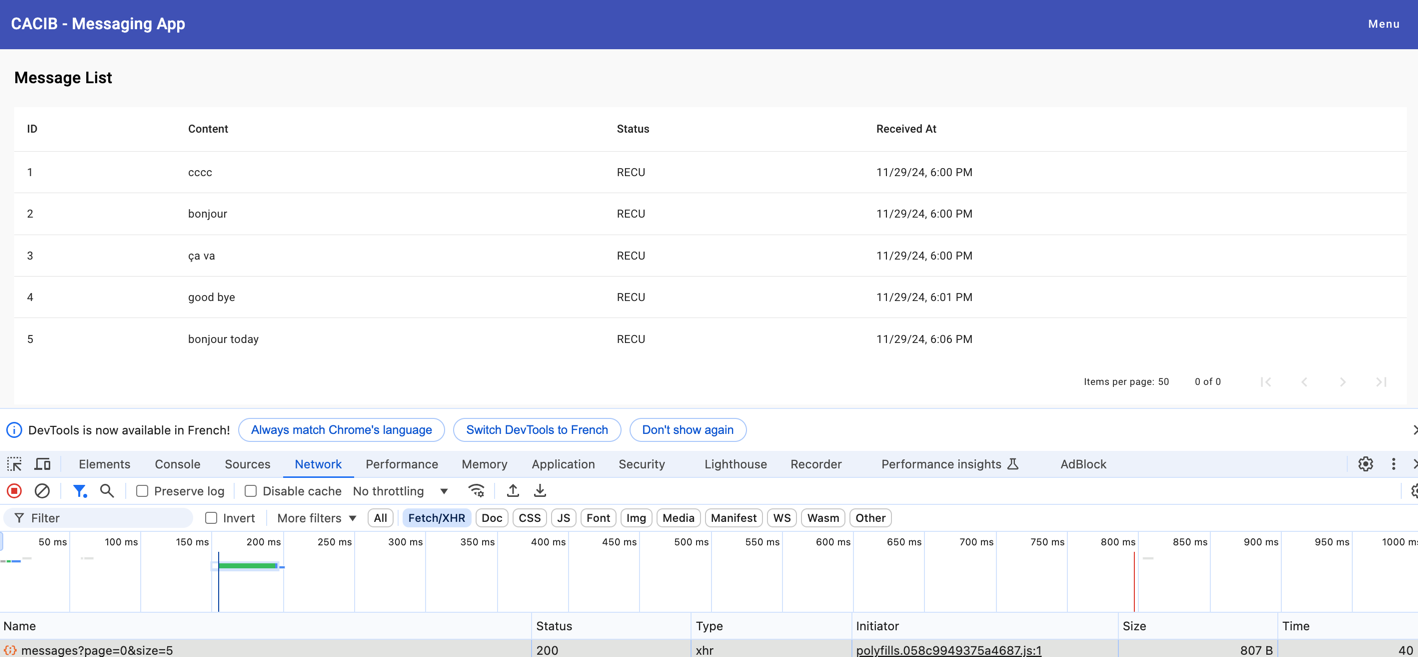 CACIB - Messaging App
Menu
Message List
ID Content Status Received At
1 cccc RECU 11/29/24, 6:00 PM
2 bonjour RECU 11/29/24, 6:00 PM
3 ça va RECU 11/29/24, 6:00 PM
4 good bye RECU 11/29/24, 6:01 PM
5 bonjour today RECU 11/29/24, 6:06 PM
Items per page: 50 0 of 0
DevTools is now available in French! Always match Chrome's language Switch DevTools to French Don't show again
Elements Console Sources Network Performance Memory Application Security Lighthouse Recorder Performance insights AdBlock
Preserve log Disable cache No throttling
Filter Invert More filters All Fetch/XHR Doc CSS JS Font Img Media Manifest WS Wasm Other
50 ms 100 ms 150 ms 200 ms 250 ms 300 ms 350 ms 400 ms 450 ms 500 ms 550 ms 600 ms 650 ms 700 ms 750 ms 800 ms 850 ms 900 ms 950 ms 1000 ms
Name Status Type Initiator Size Time
messages?page=0&size=5 200 xhr polyfills.058c9949375a4687.js:1 807 B 40